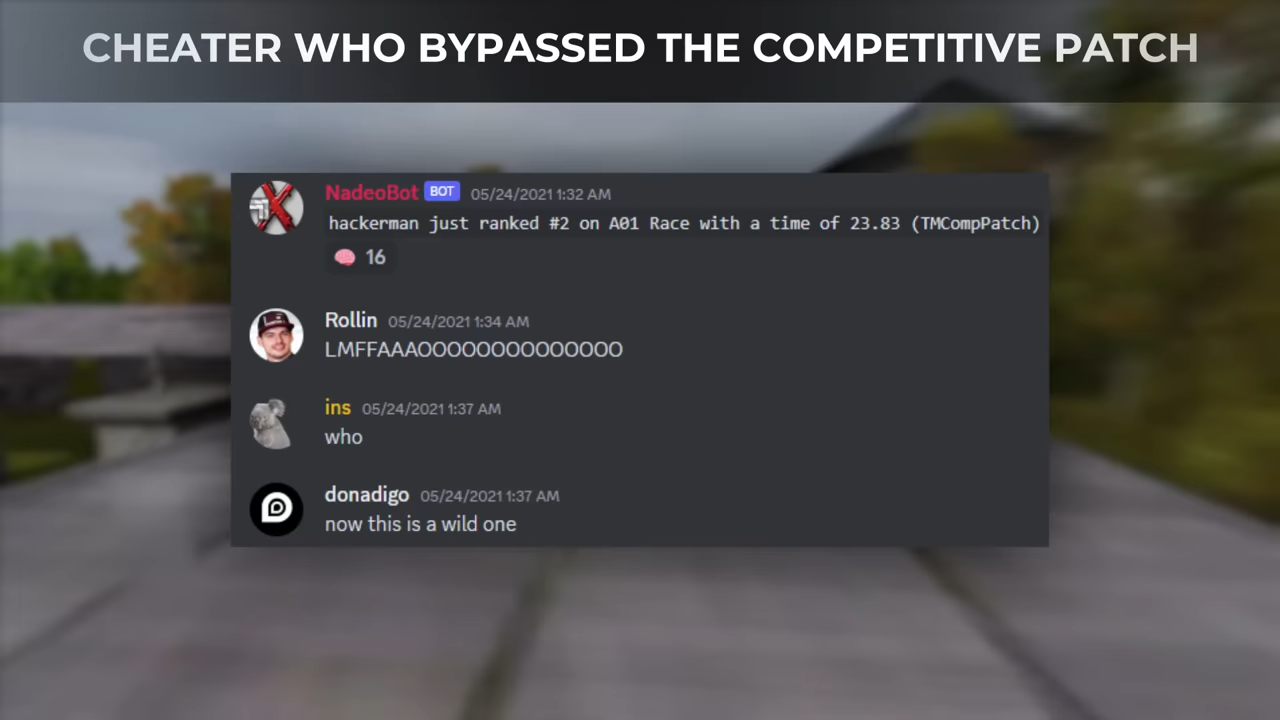 CHEATER WHO BYPASSED THE COMPETITIVE PATCH
NadeoBot BOT 05/24/2021 1:32 AM
hackerman just ranked #2 on A01 Race with a time of 23.83 (TMCompPatch)
🧠 16
Rollin 05/24/2021 1:34 AM
LMFFAAAOOOOOOOOOOOOOOO
ins 05/24/2021 1:37 AM
who
donadigo 05/24/2021 1:37 AM
now this is a wild one